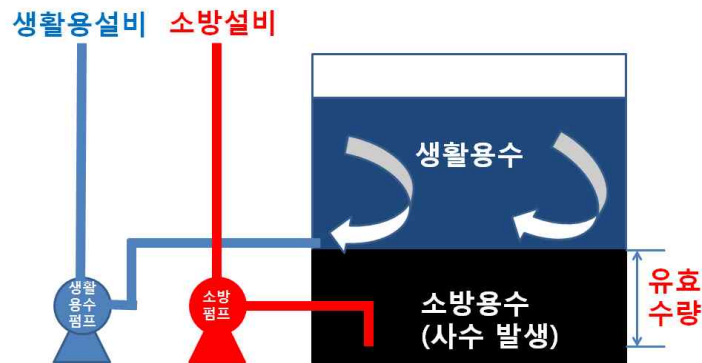 생활용설비 소방설비
생활용수
생활
용수
펌프
소방
펌프
소방용수
(사수 발생)
유효
수량